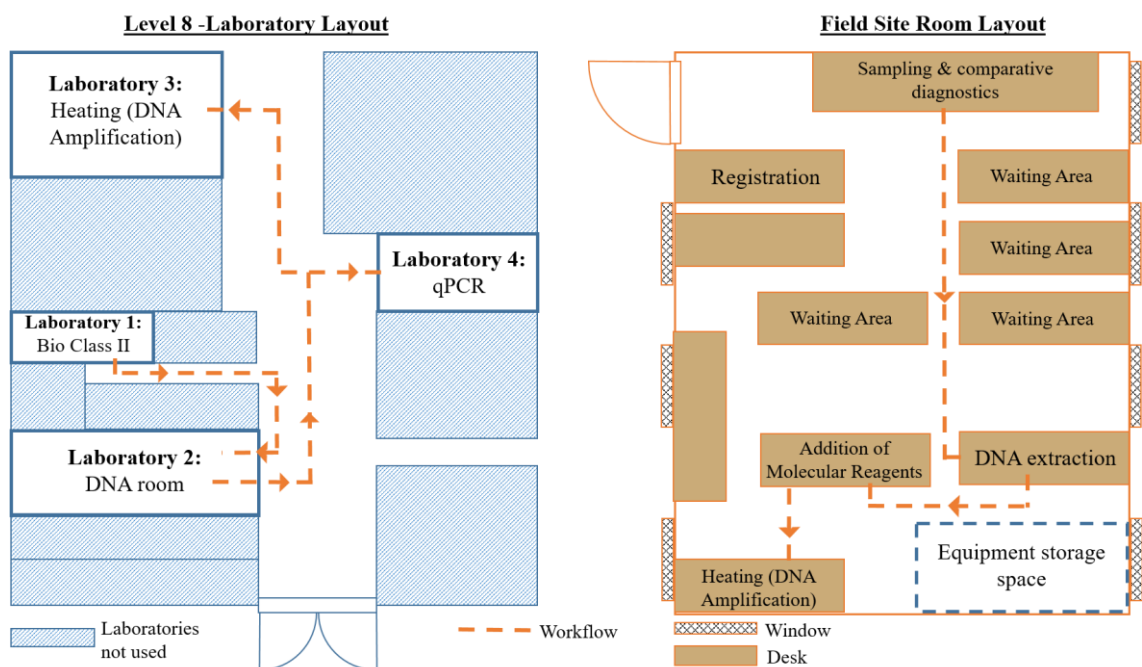 Level 8 -Laboratory Layout
Laboratory 3:
Heating (DNA
Amplification)
Laboratory 4:
qPCR
Laboratory 1:
Bio Class II
Laboratory 2:
DNA room
Laboratories
not used
Workflow
Field Site Room Layout
Sampling & comparative
diagnostics
Registration
Waiting Area
Waiting Area
Waiting Area
Waiting Area
Addition of
Molecular Reagents
DNA extraction
Equipment storage
space
Heating (DNA
Amplification)
Window
Desk